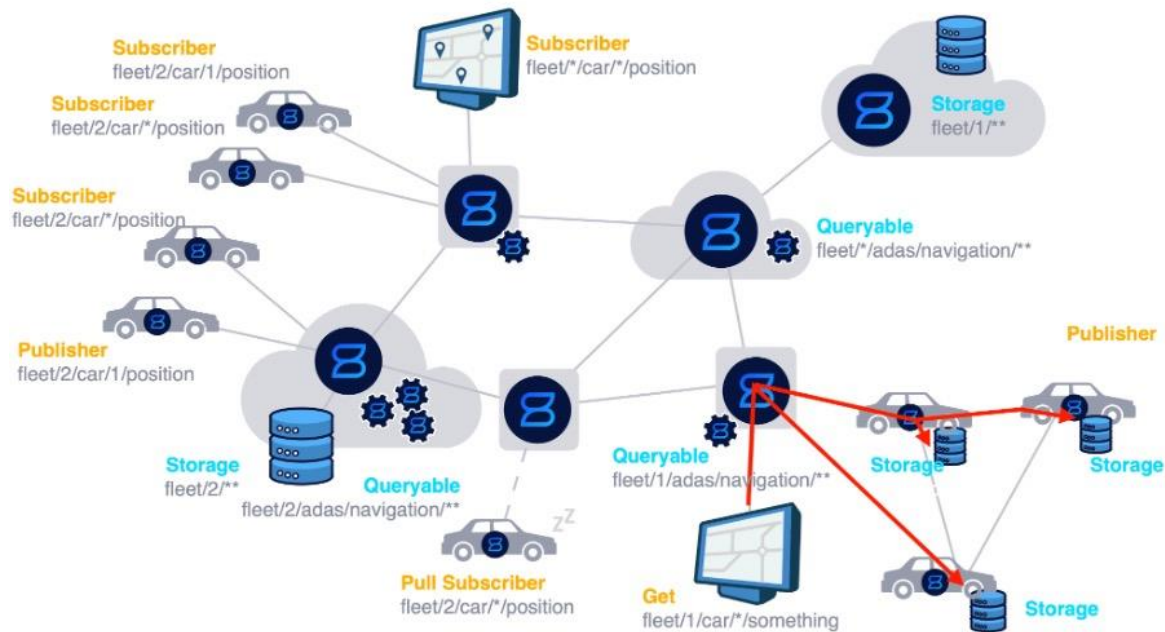 Subscriber
fleet/2/car/1/position
Subscriber
fleet/*/car/*/position
Subscriber
fleet/2/car/*/position
Storage
fleet/1/**
Subscriber
fleet/2/car/*/position
Queryable
fleet/*/adas/navigation/**
Publisher
fleet/2/car/1/position
Publisher
Storage
fleet/2/**
Queryable
fleet/2/adas/navigation/**
Queryable
fleet/1/adas/navigation/**
Storage
Storage
zZ
Pull Subscriber
fleet/2/car/*/position
Get
fleet/1/car/*/something
Storage